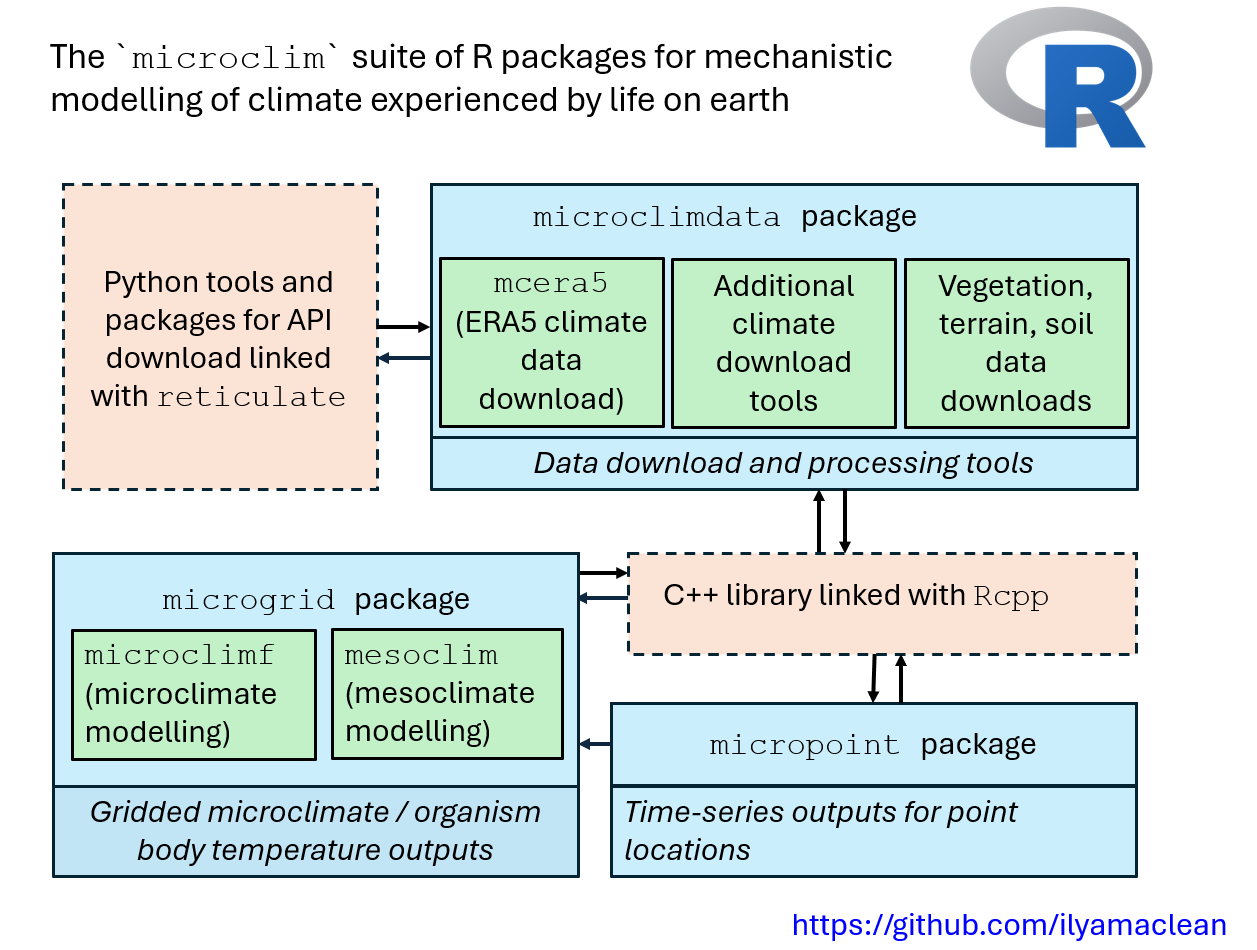 The `microclim` suite of R packages for mechanistic
modelling of climate experienced by life on earth
R
Python tools and
packages for API
download linked
with reticulate
microclimdata package
mcera5
(ERA5 climate
data
download)
Additional
climate
download
tools
Vegetation,
terrain, soil
data
downloads
Data download and processing tools
microgrid package
microclimf
(microclimate
modelling)
mesoclim
(mesoclimate
modelling)
Gridded microclimate / organism
body temperature outputs
C++ library linked with Rcpp
micropoint package
Time-series outputs for point
locations
https://github.com/ilyamaclean